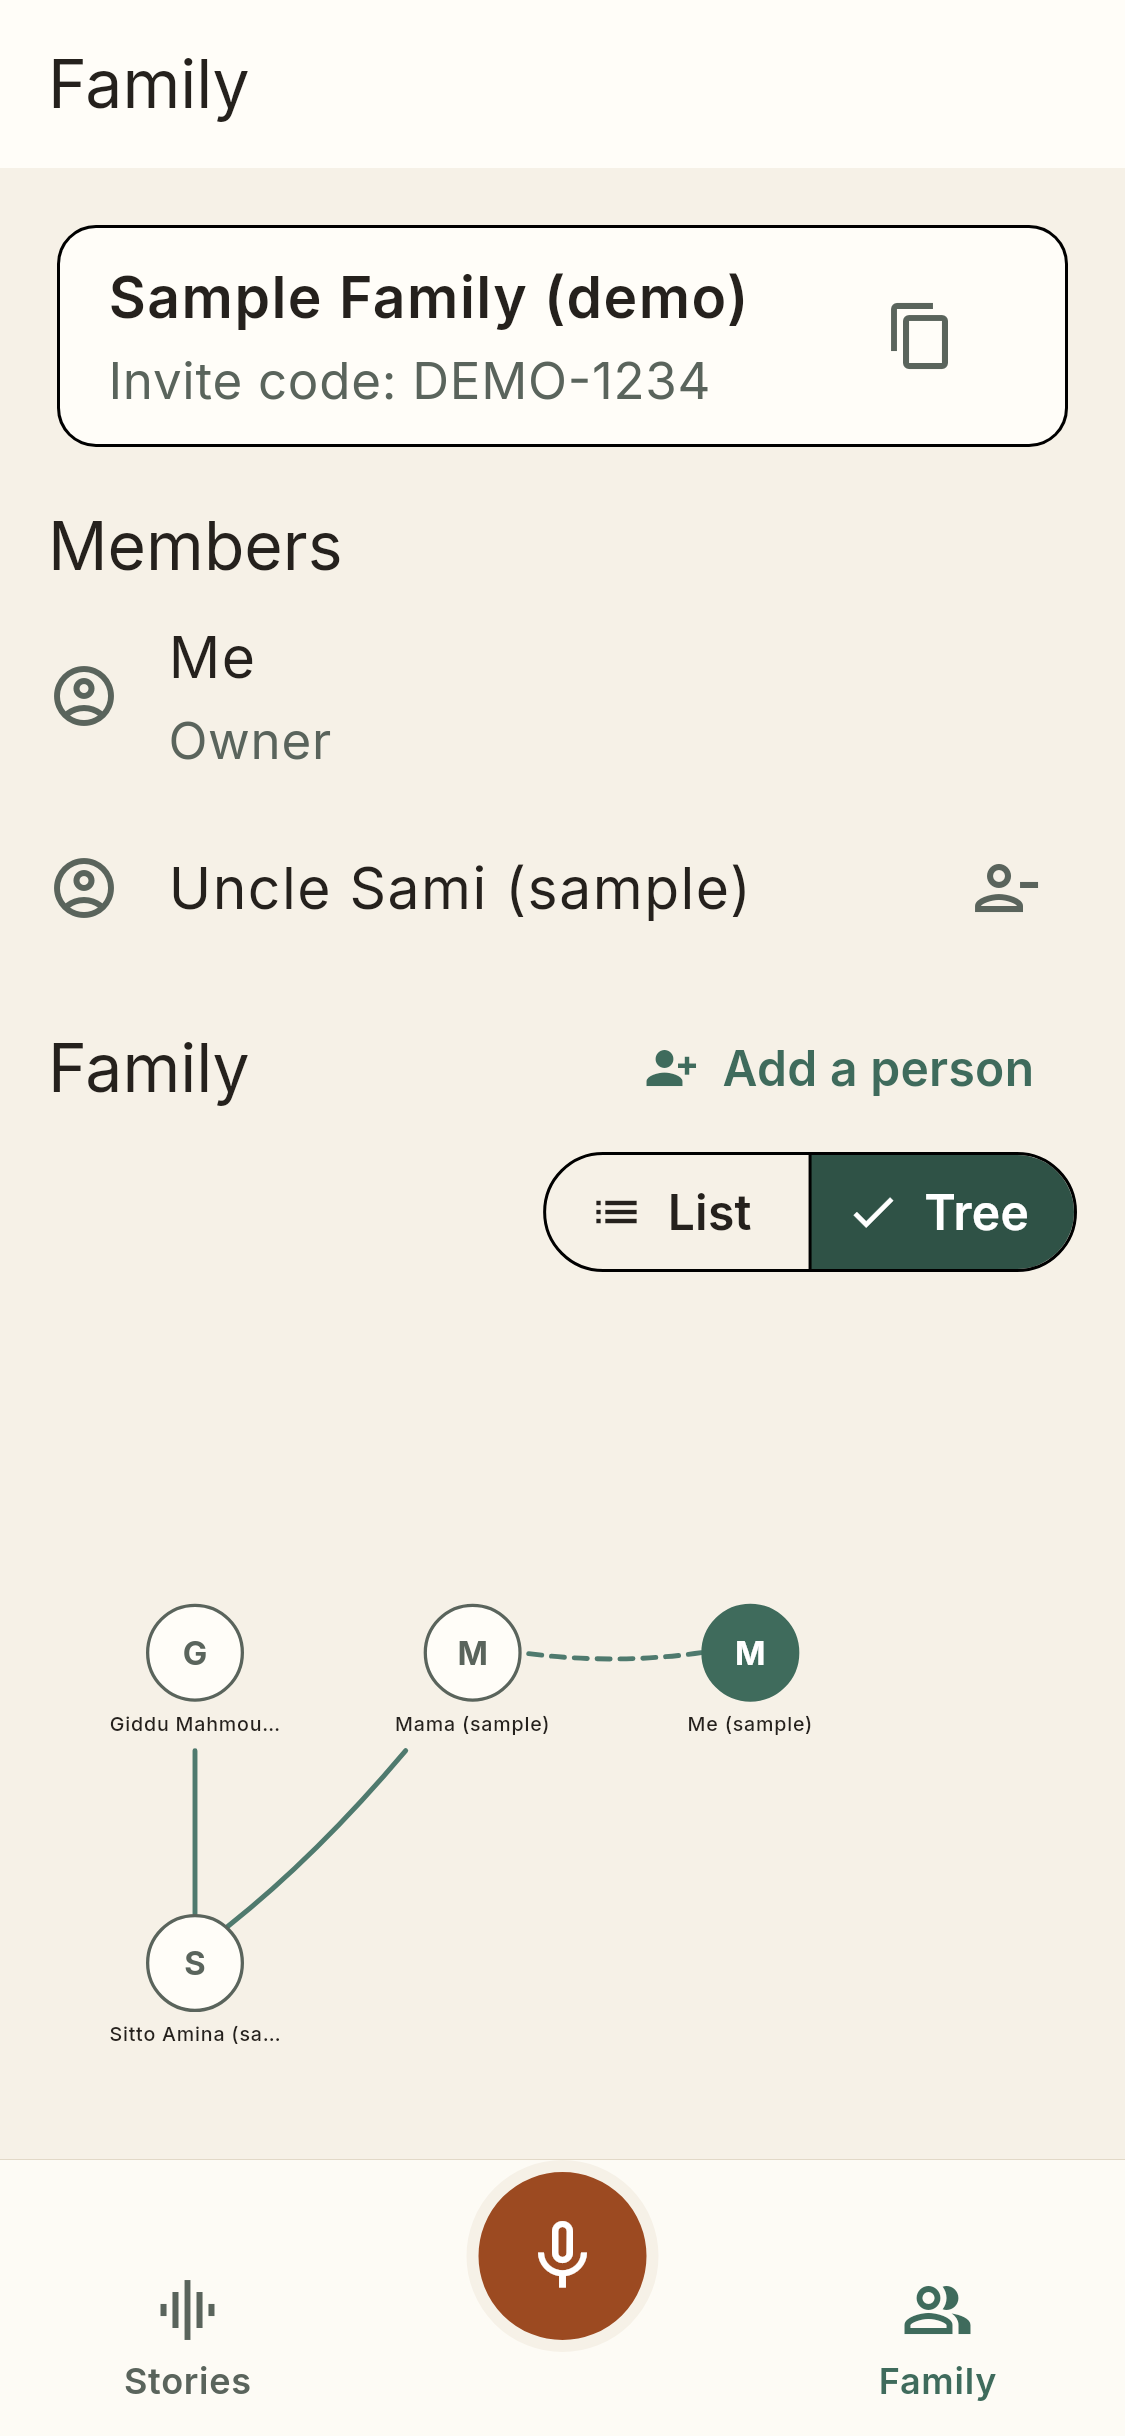 Family
Sample Family (demo)
Invite code: DEMO-1234
Members
Me
Owner
Uncle Sami (sample)
Family
Add a person
List
Tree
G
M
M
Giddu Mahmou...
Mama (sample)
Me (sample)
S
Sitto Amina (sa...
Stories
Family